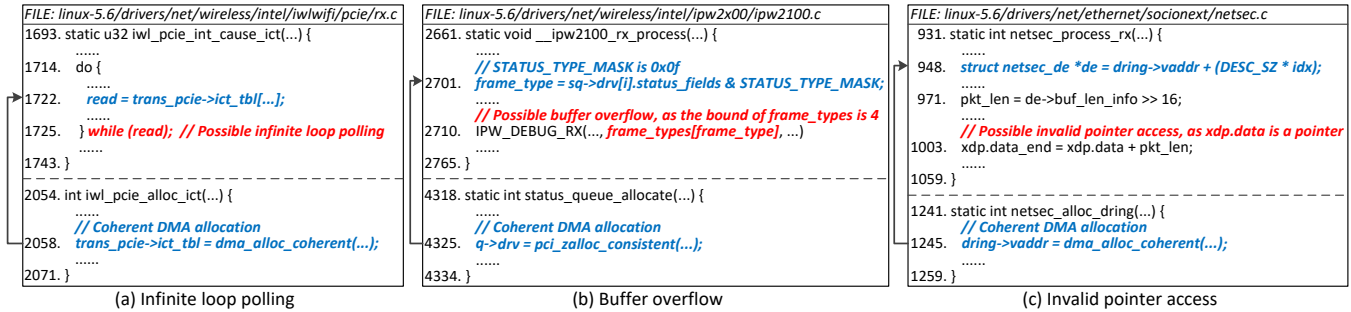 FILE: linux-5.6/drivers/net/wireless/intel/iwlwifi/pcie/rx.c
1693. static u32 iwl_pcie_int_cause_ict(...) {
......
1714. do {
......
1722. read = trans_pcie->ict_tbl[...];
......
1725. } while (read); // Possible infinite loop polling
......
1743. }
2054. int iwl_pcie_alloc_ict(...) {
......
// Coherent DMA allocation
2058. trans_pcie->ict_tbl = dma_alloc_coherent(...);
......
2071. }
(a) Infinite loop polling
FILE: linux-5.6/drivers/net/wireless/intel/ipw2x00/ipw2100.c
2661. static void __ipw2100_rx_process(...) {
......
// STATUS_TYPE_MASK is 0x0f
2701. frame_type = sq->drv[i].status_fields & STATUS_TYPE_MASK;
......
// Possible buffer overflow, as the bound of frame_types is 4
2710. IPW_DEBUG_RX(..., frame_types[frame_type], ...)
......
2765. }
4318. static int status_queue_allocate(...) {
......
// Coherent DMA allocation
4325. q->drv = pci_zalloc_consistent(...);
......
4334. }
(b) Buffer overflow
FILE: linux-5.6/drivers/net/ethernet/socionext/netsec.c
931. static int netsec_process_rx(...) {
......
948. struct netsec_de *de = dring->vaddr + (DESC_SZ * idx);
......
971. pkt_len = de->buf_len_info >> 16;
......
// Possible invalid pointer access, as xdp.data is a pointer
1003. xdp.data_end = xdp.data + pkt_len;
......
1059. }
1241. static int netsec_alloc_dring(...) {
......
// Coherent DMA allocation
1245. dring->vaddr = dma_alloc_coherent(...);
......
1259. }
(c) Invalid pointer access